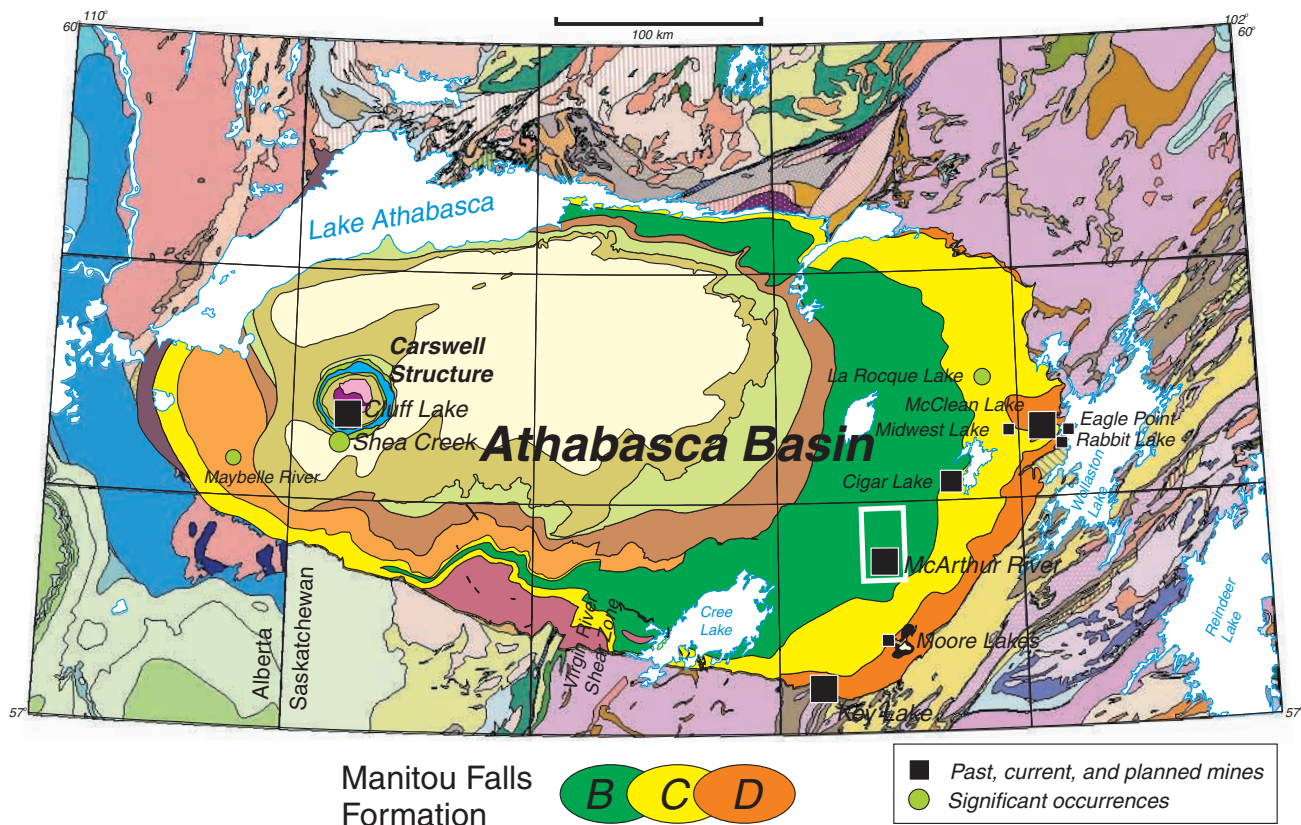 60° 110°
102°
60
100 km
Lake Athabasca
Carswell
Structure
La Rocque Lake
Cluff Lake
McClean Lake
Eagle Point
Midwest Lake
Rabbit Lake
Shea Creek
Athabasca Basin
Maybelle River
Cigar Lake
Wollaston
Lake
McArthur River
Cree
Lake
Reindeer
Lake
Moore Lakes
Virgin River
Shear Zone
Alberta
Saskatchewan
Key Lake
57°
57°
Manitou Falls
Formation
B C D
Past, current, and planned mines
Significant occurrences